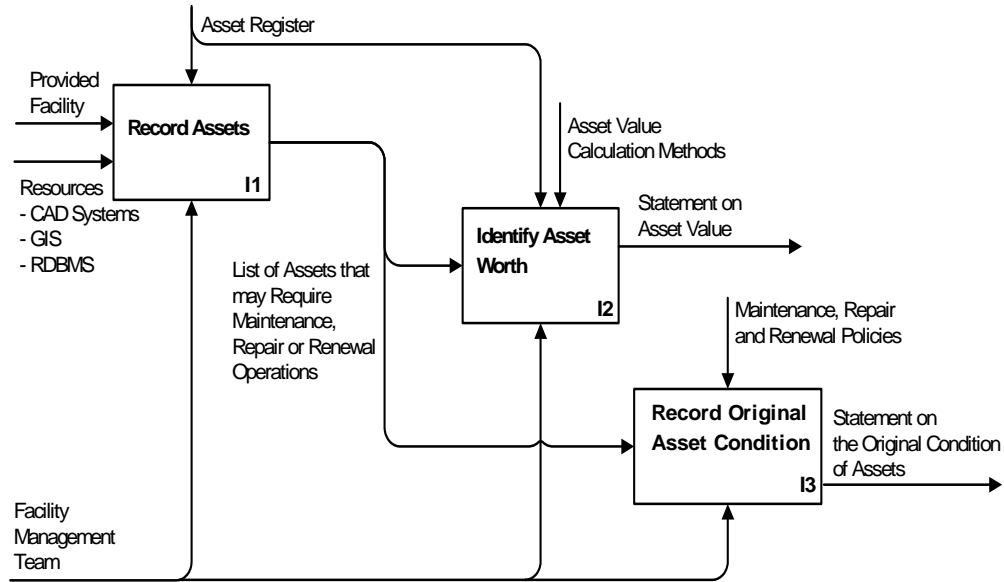 Asset Register
Provided
Facility
Record Assets
I1
Resources
- CAD Systems
- GIS
- RDBMS
Asset Value
Calculation Methods
Identify Asset
Worth
I2
Statement on
Asset Value
List of Assets that
may Require
Maintenance,
Repair or Renewal
Operations
Maintenance, Repair
and Renewal Policies
Record Original
Asset Condition
I3
Statement on
the Original Condition
of Assets
Facility
Management
Team